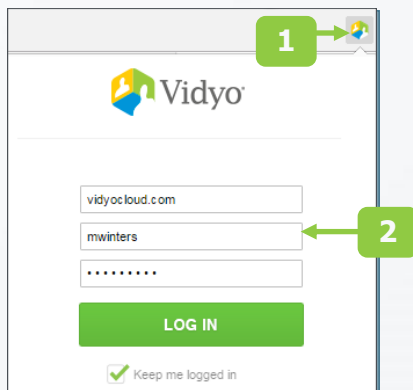 1
Vidyo
vidyocloud.com
mwinters
2
•••••••••
LOG IN
Keep me logged in